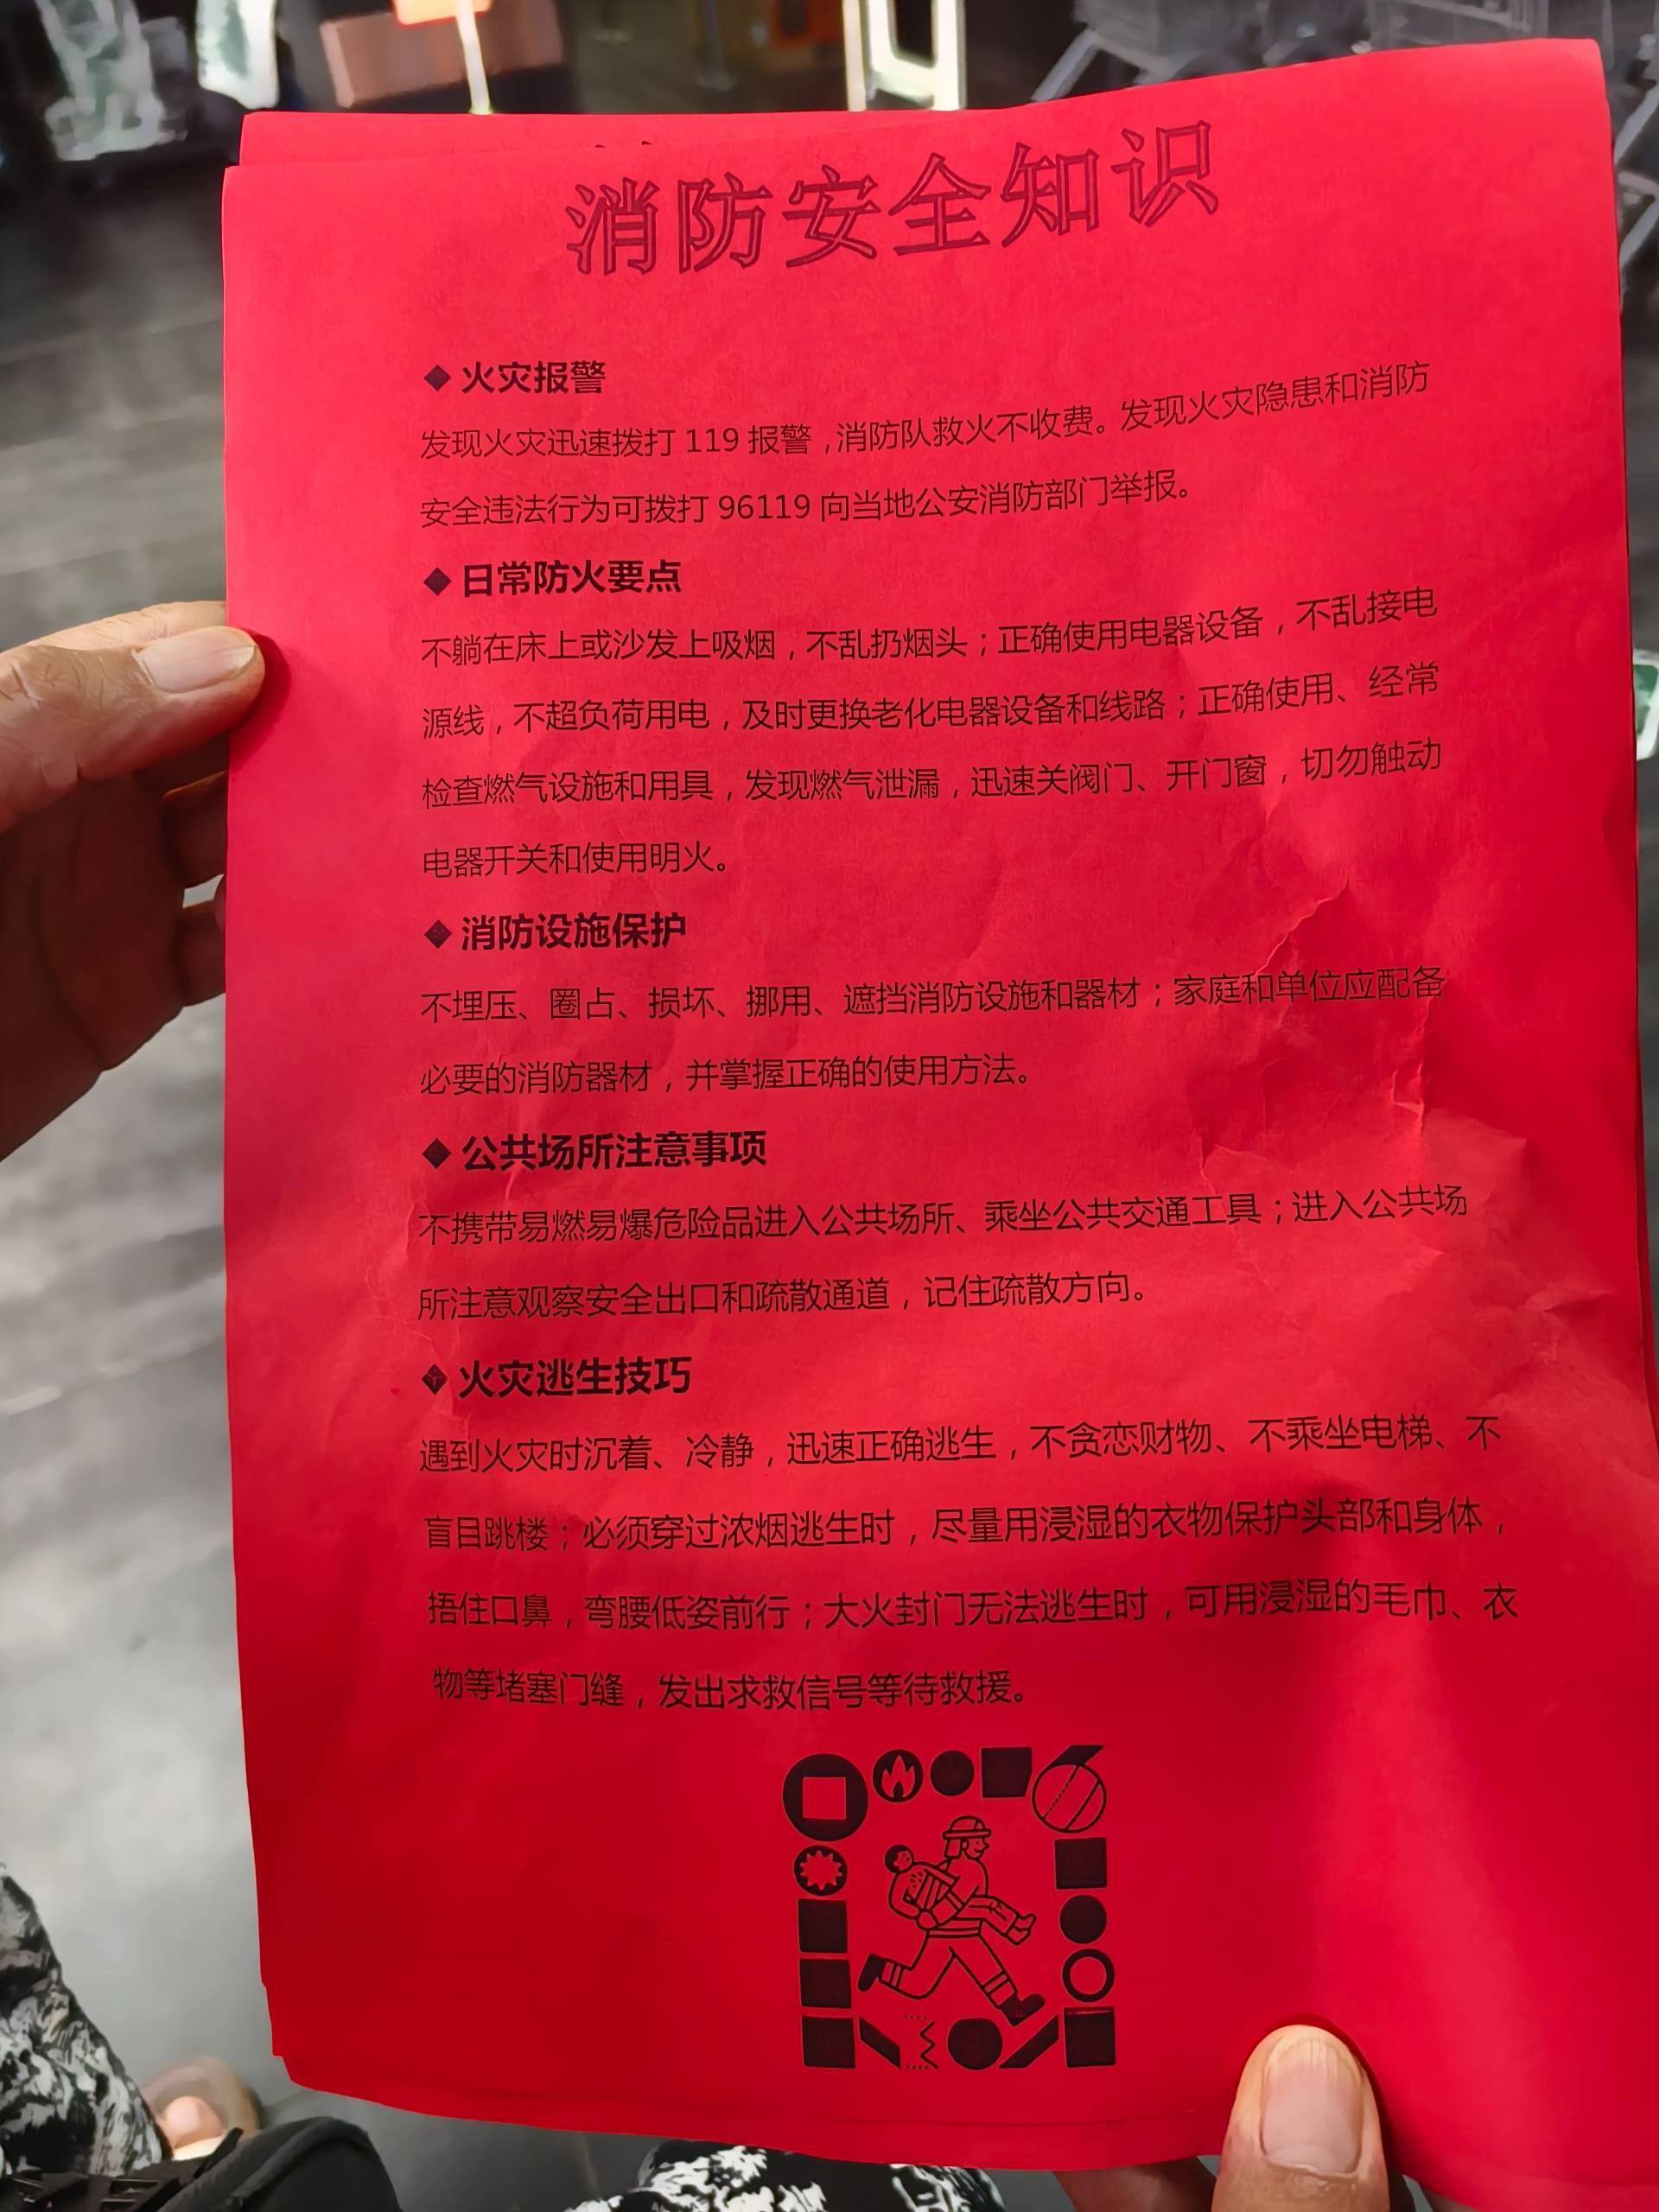 消防安全知识
◆ 火灾报警
发现火灾迅速拨打 119 报警，消防队救火不收费。发现火灾隐患和消防
安全违法行为可拨打 96119 向当地公安消防部门举报。
◆ 日常防火要点
不躺在床上或沙发上吸烟，不乱扔烟头；正确使用电器设备，不乱接电
源线，不超负荷用电，及时更换老化电器设备和线路；正确使用、经常
检查燃气设施和用具，发现燃气泄漏，迅速关阀门、开门窗，切勿触动
电器开关和使用明火。
◆ 消防设施保护
不埋压、圈占、损坏、挪用、遮挡消防设施和器材；家庭和单位应配备
必要的消防器材，并掌握正确的使用方法。
◆ 公共场所注意事项
不携带易燃易爆危险品进入公共场所、乘坐公共交通工具；进入公共场
所注意观察安全出口和疏散通道，记住疏散方向。
◆ 火灾逃生技巧
遇到火灾时沉着、冷静，迅速正确逃生，不贪恋财物、不乘坐电梯、不
盲目跳楼；必须穿过浓烟逃生时，尽量用浸湿的衣物保护头部和身体，
捂住口鼻，弯腰低姿前行；大火封门无法逃生时，可用浸湿的毛巾、衣
物等堵塞门缝，发出求救信号等待救援。